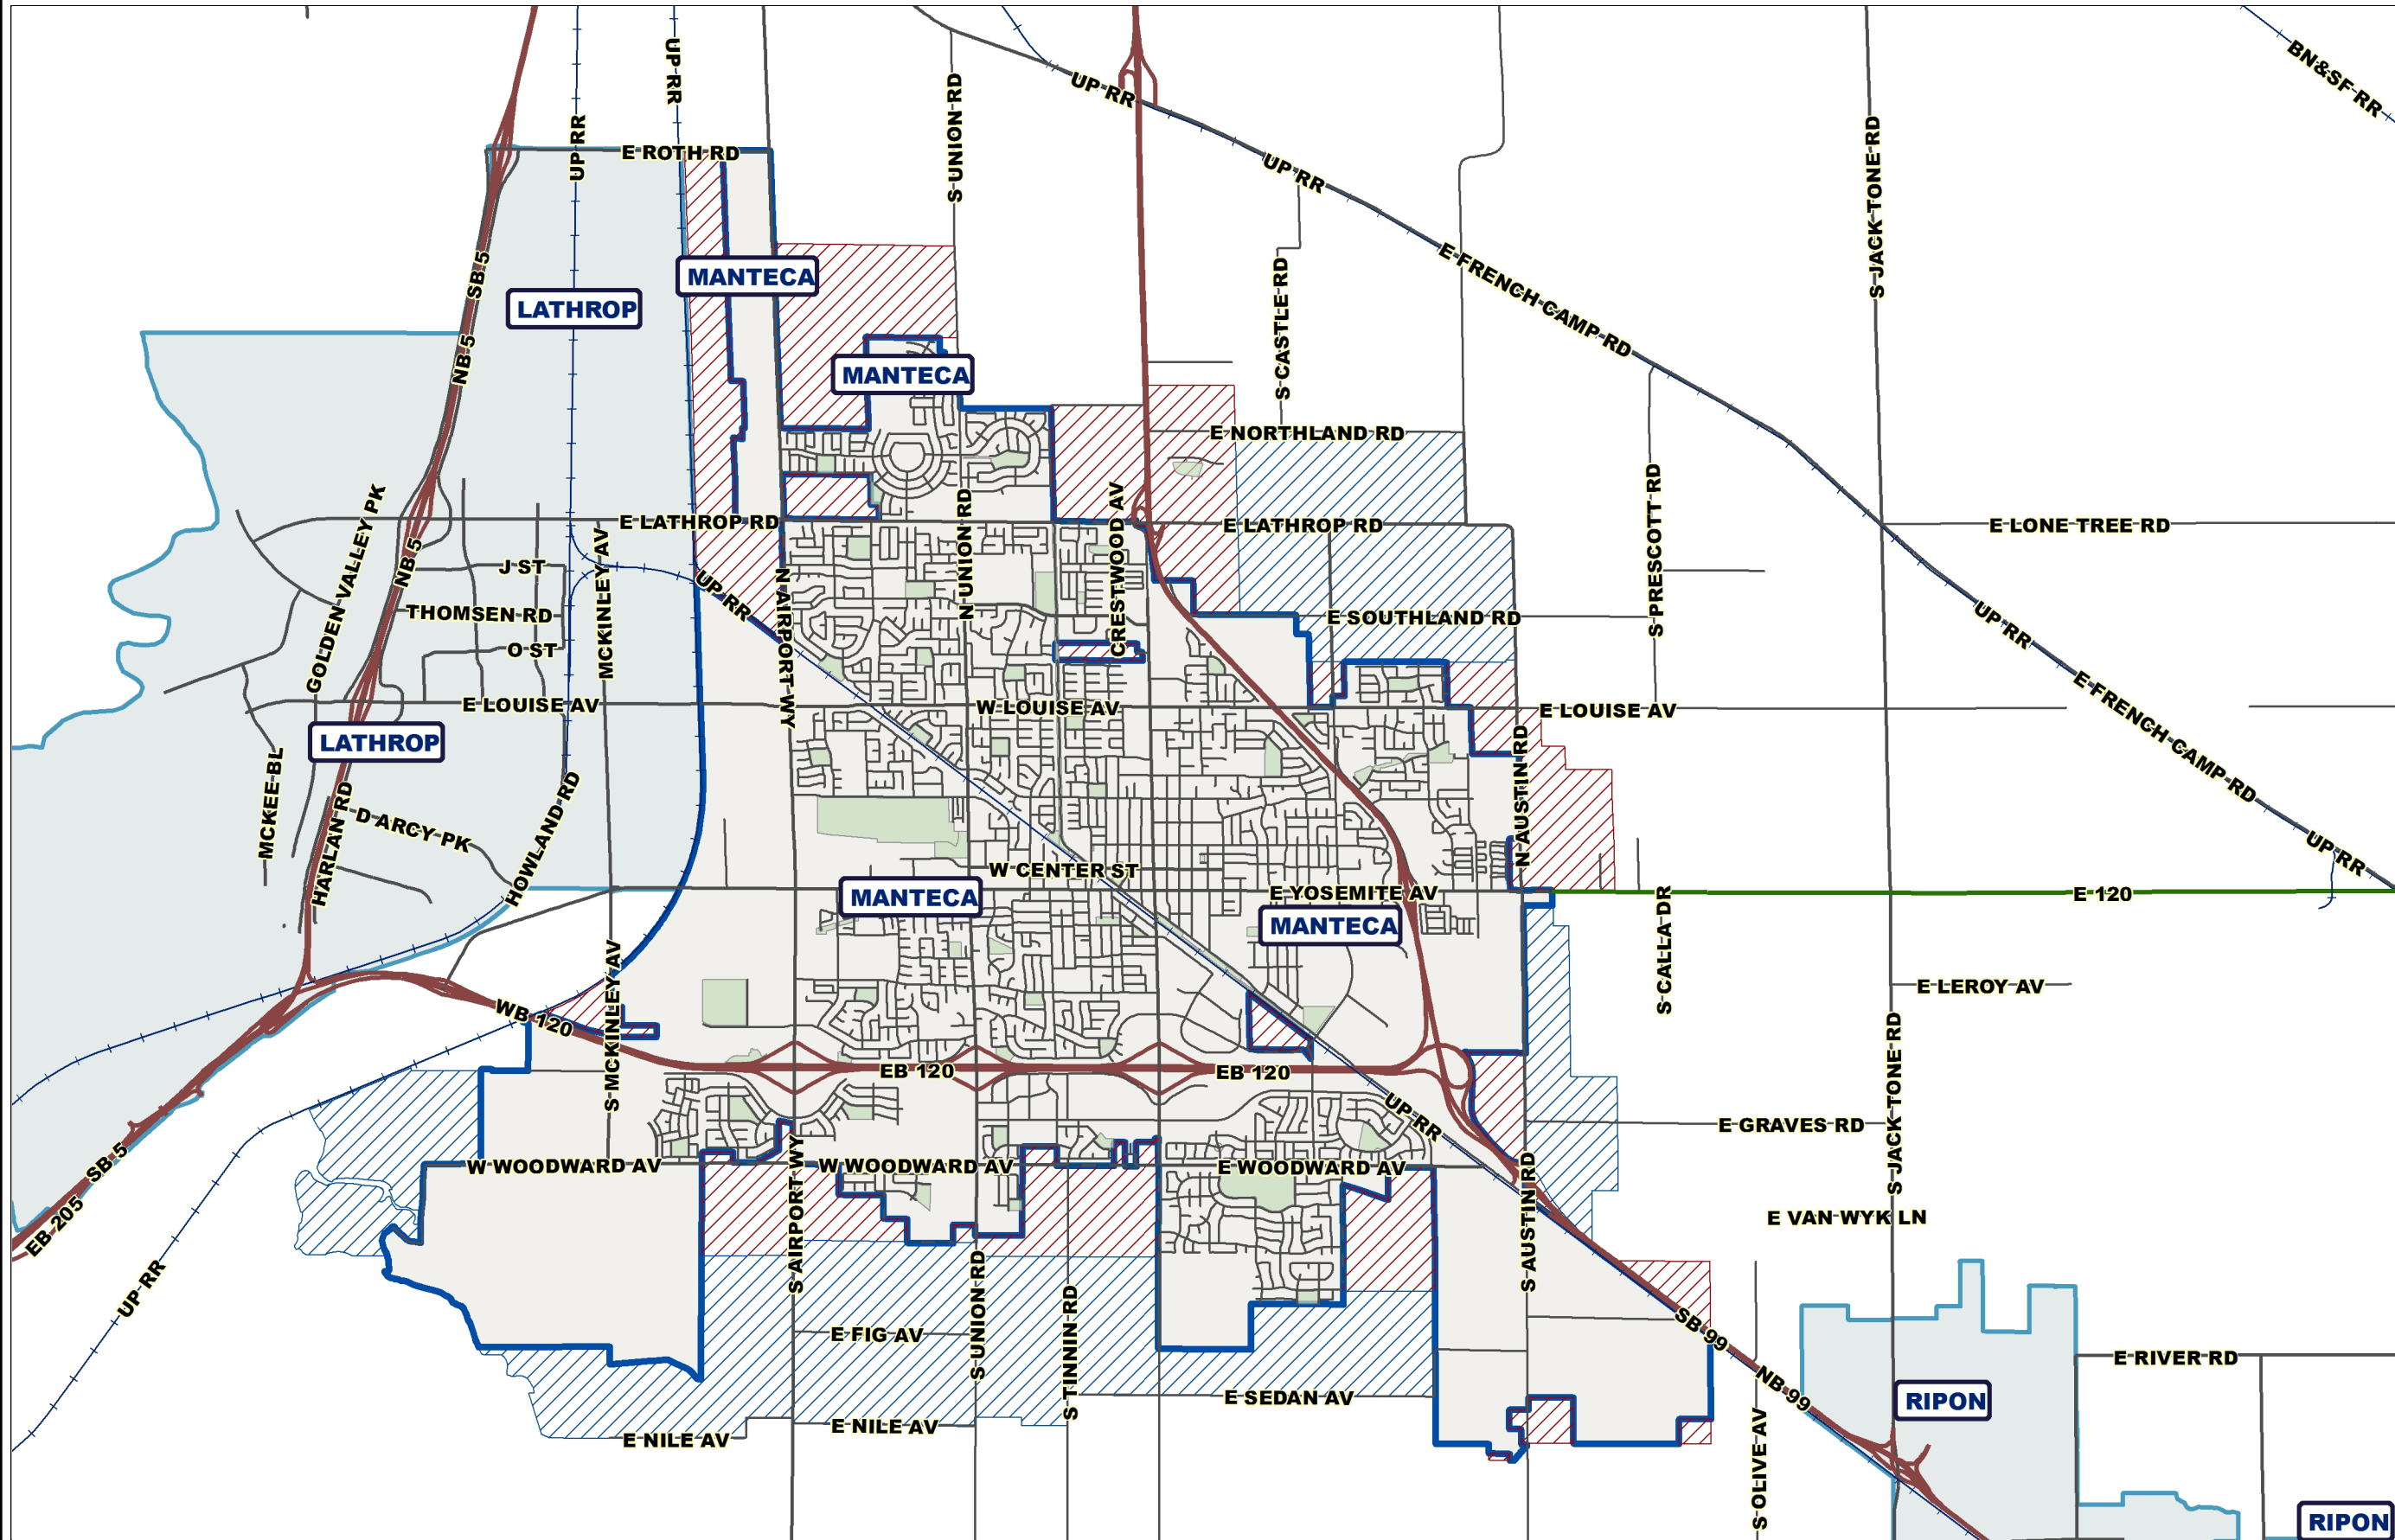 UP RR
UP RR
S UNION RD
UP RR
BN&SF RR
E ROTH RD
UP RR
S JACK TONE RD
SB 5
MANTECA
LATHROP
S CASTLE RD
E FRENCH CAMP RD
NB 5
MANTECA
E NORTHLAND RD
GOLDEN VALLEY PK
E LATHROP RD
N UNION RD
CRESTWOOD AV
E LATHROP RD
S PRESCOTT RD
E LONE TREE RD
NB 5
J ST
MCKINLEY AV
UP RR
N AIRPORT WY
THOMSEN RD
E SOUTHLAND RD
UP RR
O ST
E LOUISE AV
W LOUISE AV
E LOUISE AV
E FRENCH CAMP RD
LATHROP
MCKEE BL
HARLAN RD
D ARCY PK
HOWLAND RD
N AUSTIN RD
UP RR
W CENTER ST
MANTECA
E YOSEMITE AV
MANTECA
E 120
S CALLA DR
E LEROY AV
WB 120
S MCKINLEY AV
EB 120
EB 120
S JACK TONE RD
UP RR
E GRAVES RD
SB 5
EB 205
W WOODWARD AV
S AIRPORT WY
W WOODWARD AV
E WOODWARD AV
S AUSTIN RD
E VAN WYK LN
UP RR
S UNION RD
S TINNIN RD
E FIG AV
SB 99
E RIVER RD
NB 99
E SEDAN AV
RIPON
E NILE AV
E NILE AV
S OLIVE AV
RIPON
UP RR